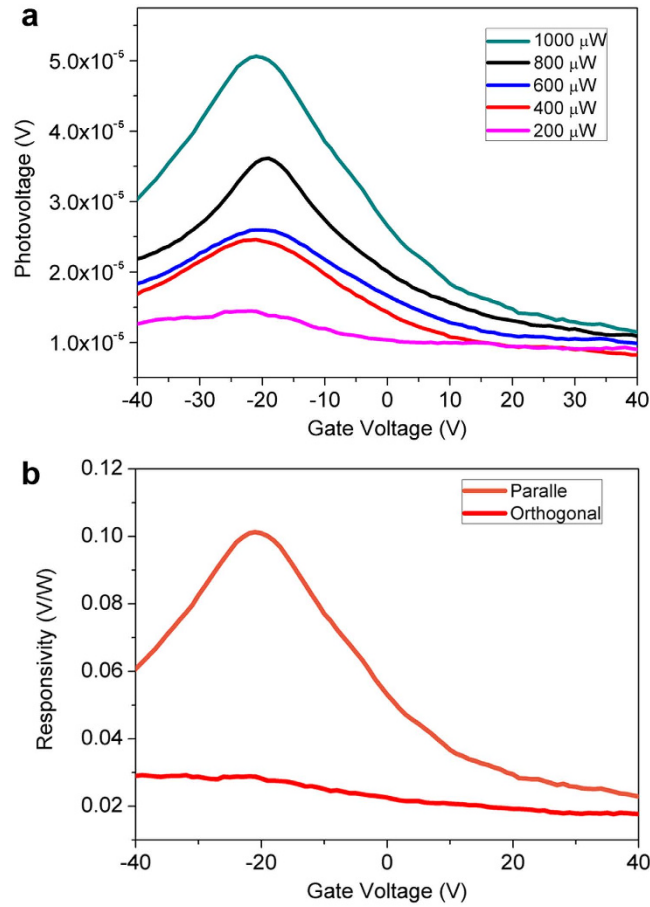 a
1000 μW
800 μW
600 μW
400 μW
200 μW
5.0x10⁻⁵
4.0x10⁻⁵
3.0x10⁻⁵
2.0x10⁻⁵
1.0x10⁻⁵
Photovoltage (V)
-40 -30 -20 -10 0 10 20 30 40
Gate Voltage (V)
b
Paralle
Orthogonal
0.12
0.10
0.08
0.06
0.04
0.02
Responsivity (V/W)
-40 -20 0 20 40
Gate Voltage (V)